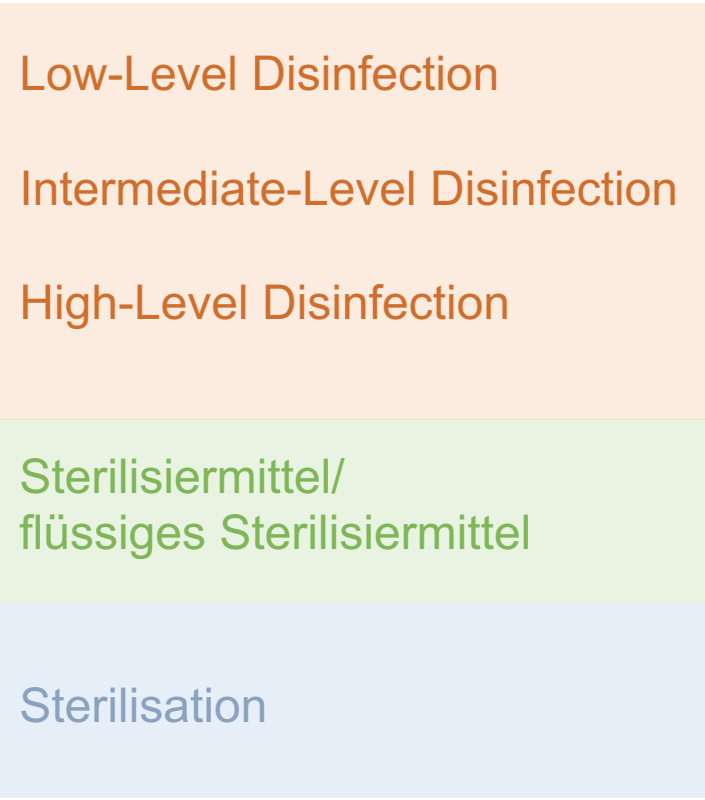 Low-Level Disinfection
Intermediate-Level Disinfection
High-Level Disinfection
Sterilisiermittel/
flüssiges Sterilisiermittel
Sterilisation